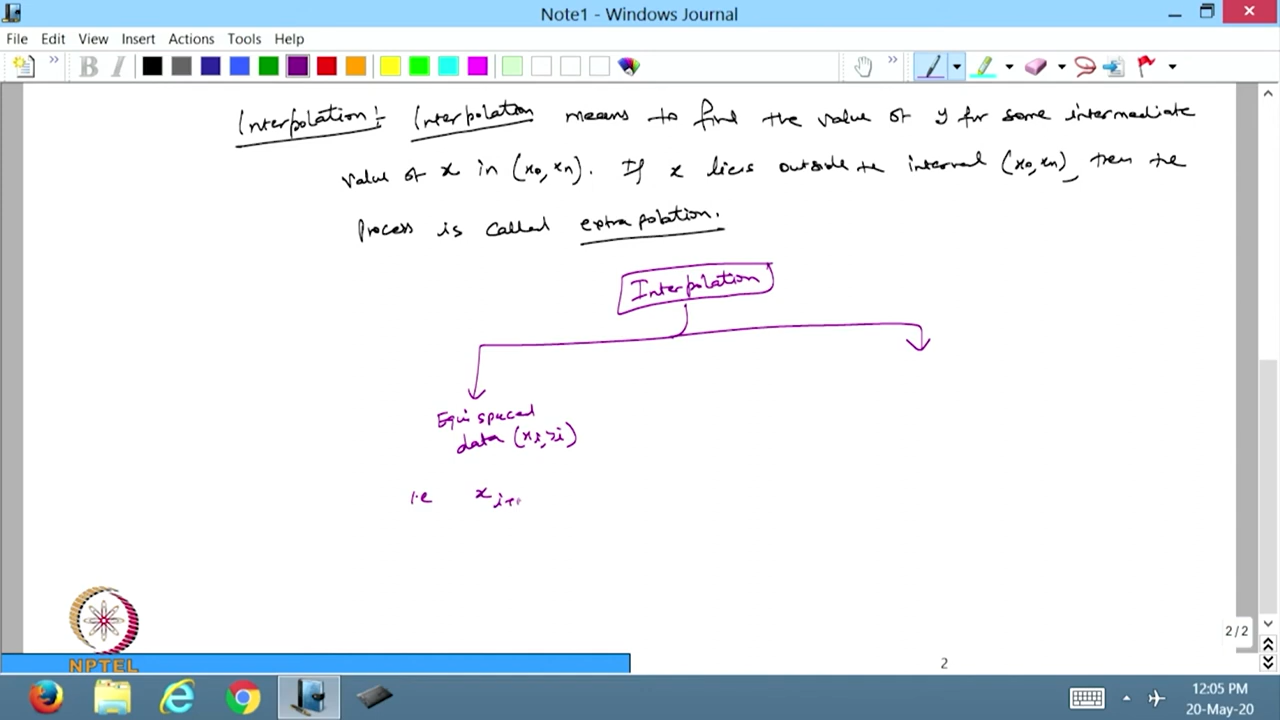 Note1 - Windows Journal
File Edit View Insert Actions Tools Help
Interpolation:- Interpolation means to find the value of y for some intermediate
value of x in (x0, xn). If x lies outside the interval (x0, xn), then the
process is called extrapolation.
Interpolation
Equispaced
data (xi, yi)
i.e xi+1
2/2
NPTEL
2
12:05 PM
20-May-20